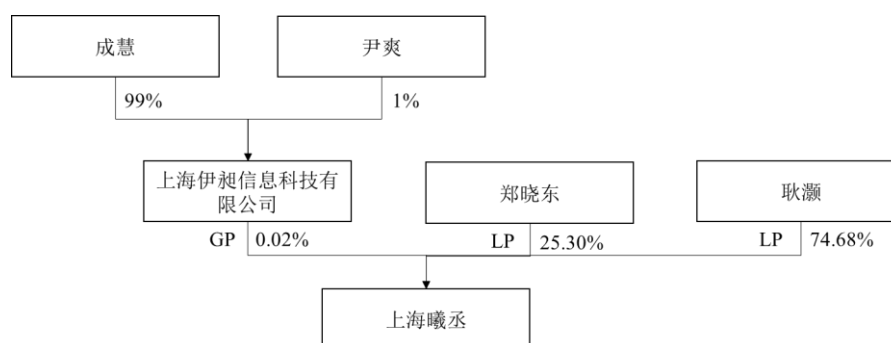 成慧
尹爽
99%
1%
上海伊昶信息科技有
限公司
郑晓东
耿灏
GP
0.02%
LP
25.30%
LP
74.68%
上海曦丞